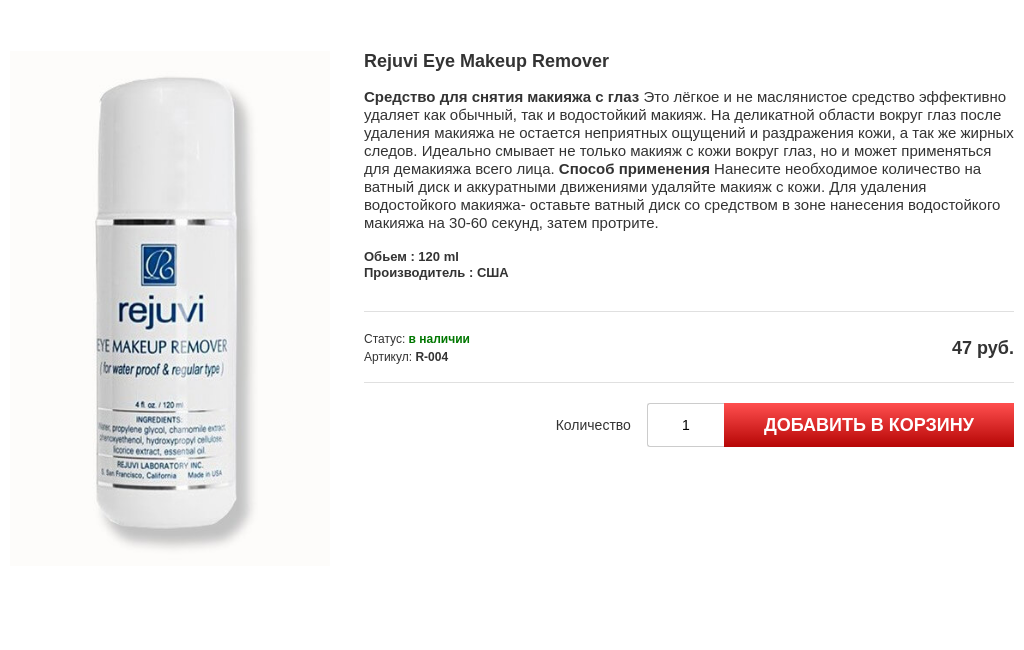 Rejuvi Eye Makeup Remover
Средство для снятия макияжа с глаз Это лёгкое и не маслянистое средство эффективно
удаляет как обычный, так и водостойкий макияж. На деликатной области вокруг глаз после
удаления макияжа не остается неприятных ощущений и раздражения кожи, а так же жирных
следов. Идеально смывает не только макияж с кожи вокруг глаз, но и может применяться
для демакияжа всего лица. Способ применения Нанесите необходимое количество на
ватный диск и аккуратными движениями удаляйте макияж с кожи. Для удаления
водостойкого макияжа- оставьте ватный диск со средством в зоне нанесения водостойкого
макияжа на 30-60 секунд, затем протрите.
Обьем : 120 ml
Производитель : США
Статус: в наличии
Артикул: R-004
47 руб.
Количество
1
ДОБАВИТЬ В КОРЗИНУ
rejuvi
EYE MAKEUP REMOVER
( for water proof & regular type )
4 fl. oz. / 120 ml
INGREDIENTS:
propylene glycol, chamomile extract,
phenoxyethenol, hydroxypropyl cellulose,
licorice extract, essential oil.
REJUVI LABORATORY INC.
S. San Francisco, California Made in USA